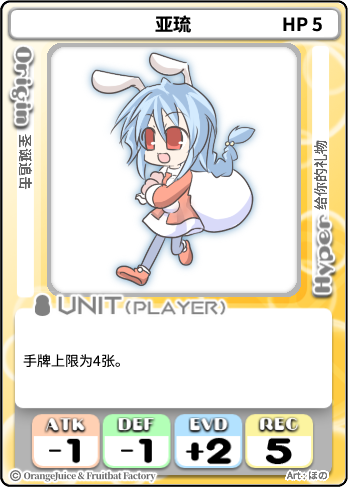 亚琉 HP 5
Origin
圣诞追击
给你的礼物
Hyper
UNIT(PLAYER)
手牌上限为4张。
ATK DEF EVD REC
-1 -1 +2 5
© OrangeJuice & Fruitbat Factory Art : ほの